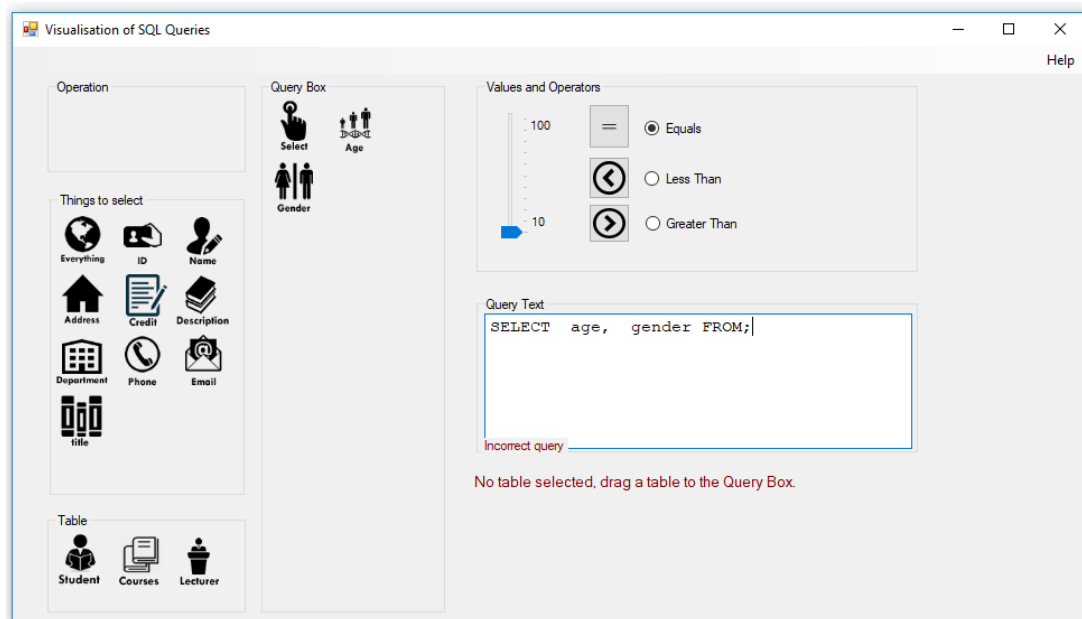 Visualisation of SQL Queries
Help
Operation
Query Box
Select Age
Gender
Values and Operators
100
10
= Equals
Less Than
Greater Than
Things to select
Everything ID Name
Address Credit Description
Department Phone Email
title
Query Text
SELECT age, gender FROM;
Incorrect query
No table selected, drag a table to the Query Box.
Table
Student Courses Lecturer